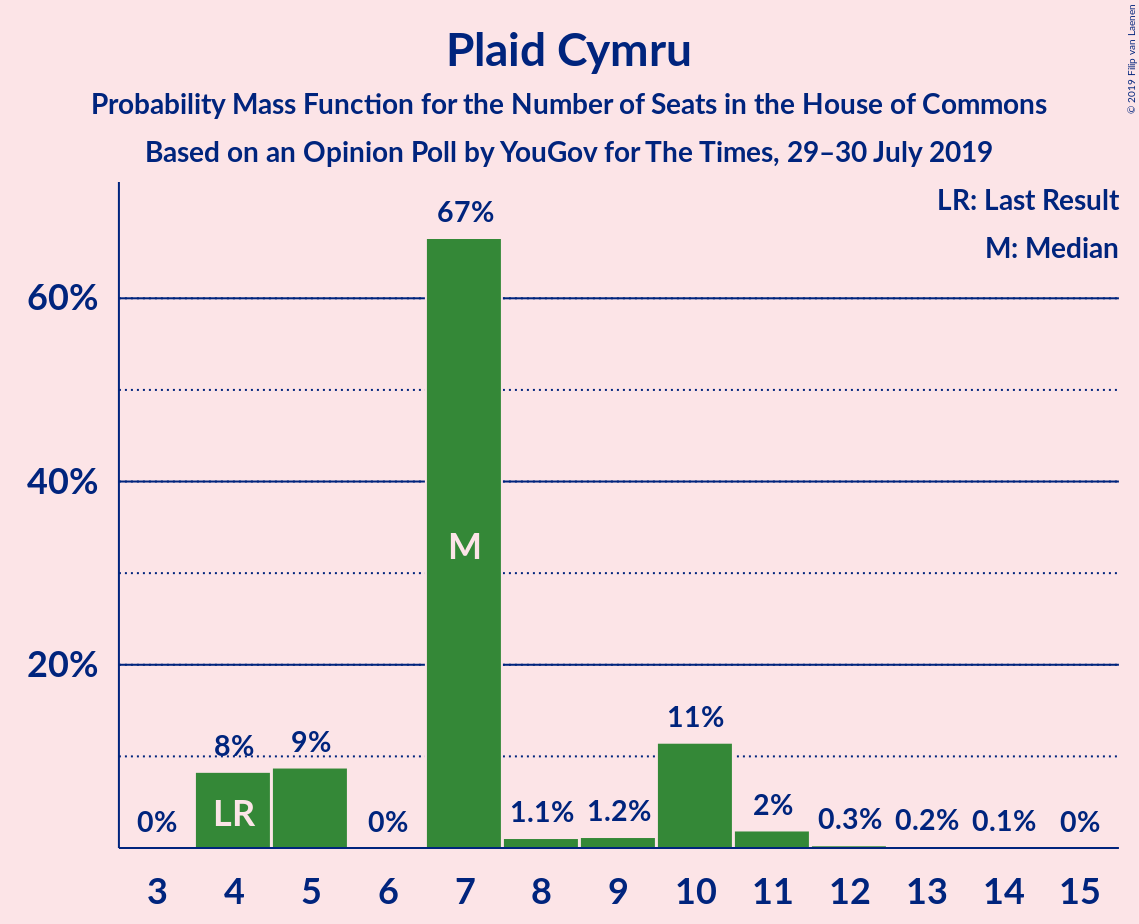 Plaid Cymru
Probability Mass Function for the Number of Seats in the House of Commons
Based on an Opinion Poll by YouGov for The Times, 29–30 July 2019
© 2019 Filip van Laenen
LR: Last Result
M: Median
60%
40%
20%
0%
8%
9%
0%
67%
1.1%
1.2%
11%
2%
0.3%
0.2%
0.1%
0%
LR
M
3 4 5 6 7 8 9 10 11 12 13 14 15